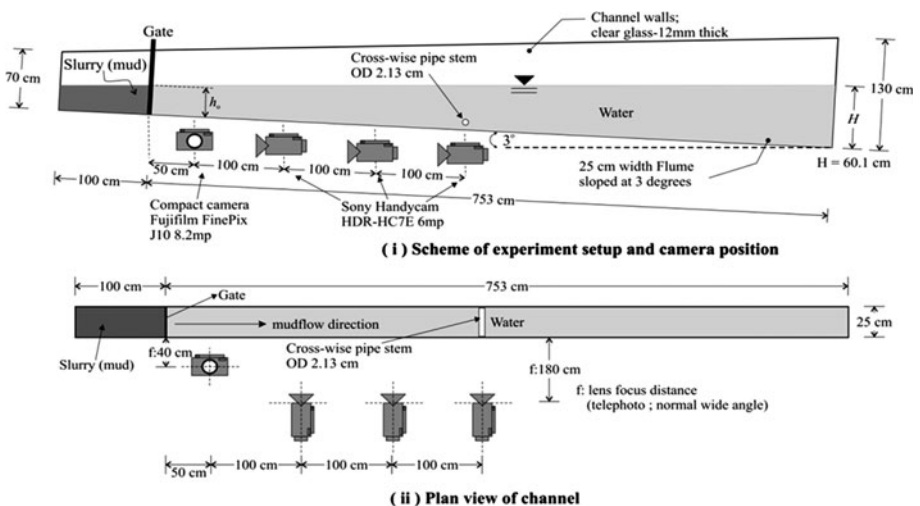 Gate
Slurry (mud)
70 cm
hₒ
Channel walls;
clear glass-12mm thick
Cross-wise pipe stem
OD 2.13 cm
Water
130 cm
H
3°
H = 60.1 cm
25 cm width Flume
sloped at 3 degrees
50 cm
100 cm
100 cm
100 cm
100 cm
753 cm
Compact camera
Fujifilm FinePix
J10 8.2mp
Sony Handycam
HDR-HC7E 6mp
( i ) Scheme of experiment setup and camera position
100 cm
753 cm
Gate
mudflow direction
Water
25 cm
Slurry (mud)
f:40 cm
Cross-wise pipe stem
OD 2.13 cm
f:180 cm
f: lens focus distance
(telephoto ; normal wide angle)
50 cm
100 cm
100 cm
100 cm
( ii ) Plan view of channel